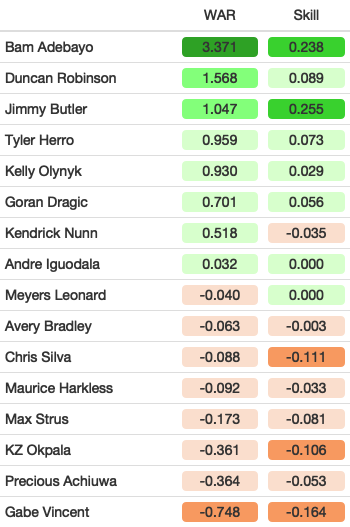 WAR Skill
Bam Adebayo 3.371 0.238
Duncan Robinson 1.568 0.089
Jimmy Butler 1.047 0.255
Tyler Herro 0.959 0.073
Kelly Olynyk 0.930 0.029
Goran Dragic 0.701 0.056
Kendrick Nunn 0.518 -0.035
Andre Iguodala 0.032 0.000
Meyers Leonard -0.040 0.000
Avery Bradley -0.063 -0.003
Chris Silva -0.088 -0.111
Maurice Harkless -0.092 -0.033
Max Strus -0.173 -0.081
KZ Okpala -0.361 -0.106
Precious Achiuwa -0.364 -0.053
Gabe Vincent -0.748 -0.164